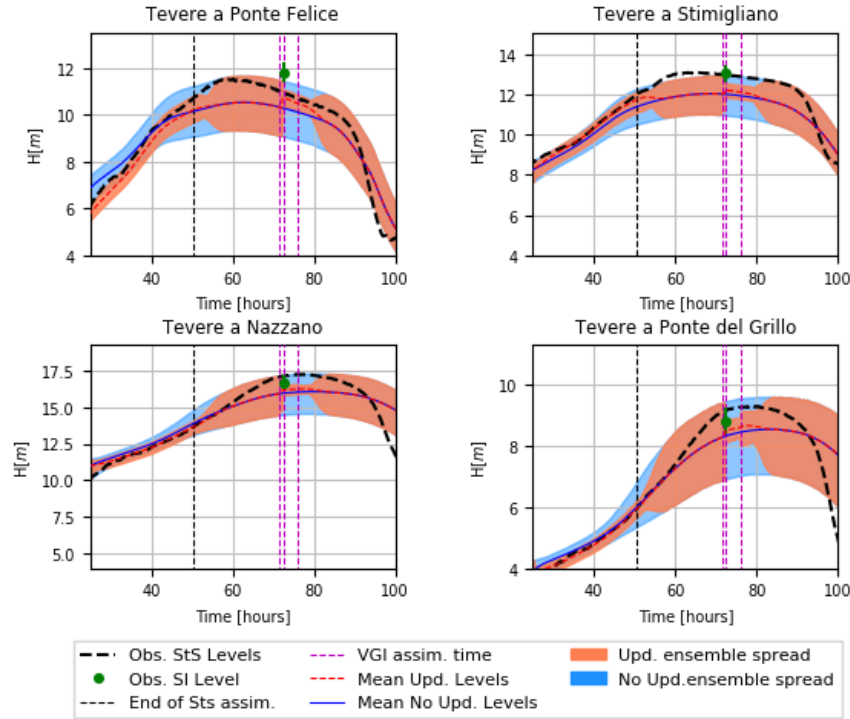 Tevere a Ponte Felice
H[m]
12
10
8
6
4
40 60 80 100
Time [hours]
Tevere a Stimigliano
H[m]
14
12
10
8
6
4
40 60 80 100
Time [hours]
Tevere a Nazzano
H[m]
17.5
15.0
12.5
10.0
7.5
5.0
40 60 80 100
Time [hours]
Tevere a Ponte del Grillo
H[m]
10
8
6
4
40 60 80 100
Time [hours]
Obs. StS Levels
Obs. SI Level
End of Sts assim.
VGI assim. time
Mean Upd. Levels
Mean No Upd. Levels
Upd. ensemble spread
No Upd.ensemble spread